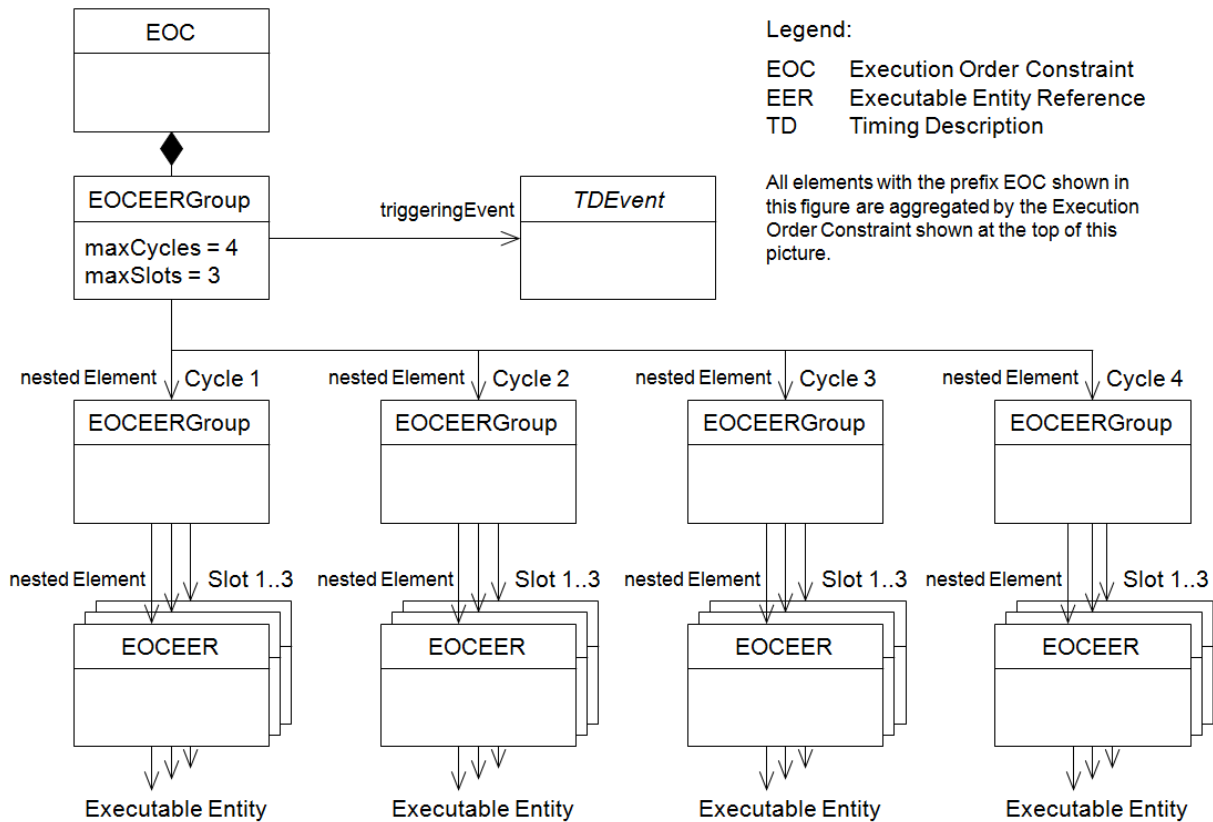 EOC
Legend:
EOC Execution Order Constraint
EER Executable Entity Reference
TD Timing Description
All elements with the prefix EOC shown in
this figure are aggregated by the Execution
Order Constraint shown at the top of this
picture.
EOCEERGroup
maxCycles = 4
maxSlots = 3
triggeringEvent
TDEvent
nested Element Cycle 1
nested Element Cycle 2
nested Element Cycle 3
nested Element Cycle 4
EOCEERGroup
EOCEERGroup
EOCEERGroup
EOCEERGroup
nested Element Slot 1..3
nested Element Slot 1..3
nested Element Slot 1..3
nested Element Slot 1..3
EOCEER
EOCEER
EOCEER
EOCEER
Executable Entity
Executable Entity
Executable Entity
Executable Entity